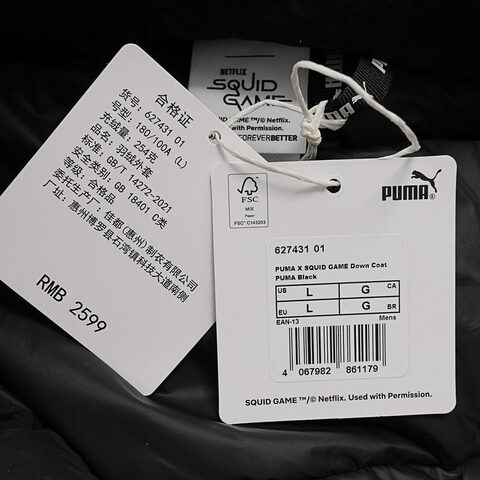 合格证
货号: 627431 01
号型: 180/100A (L)
充绒量: 254克
品名: 羽绒外套
标准: GB/T 14272-2021
安全类别: GB 18401 C类
等级: 合格品
委托生产厂: 佳都(惠州)制衣有限公司
厂址: 惠州·博罗县石湾镇科技大道南侧
RMB 2599
NETFLIX
SQUID
GAME
SQUID GAME ™/© Netflix.
with Permission.
FOREVERBETTER
PUMA
FSC
MIX
Paper
FSC® C143203
PUMA
627431 01
PUMA X SQUID GAME Down Coat
PUMA Black
US L G CA
EU L G BR
EAN-13 Mens
4 067982 861179
SQUID GAME ™/© Netflix. Used with Permission.